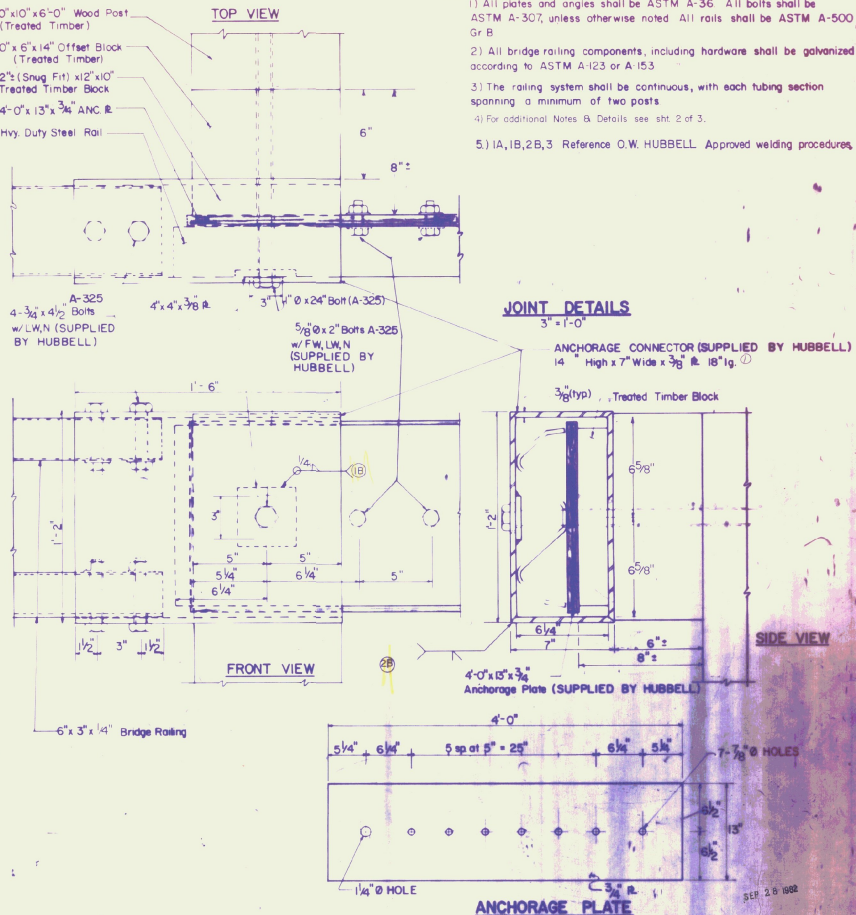 TOP VIEW
0"x10"x6'-0" Wood Post
(Treated Timber)
0"x 6"x14" Offset Block
(Treated Timber)
2"±(Snug Fit) x12"x10"
Treated Timber Block
4'-0"x 13"x 3/4" ANC. PL
Hvy. Duty Steel Rail
6"
8"±
1) All plates and angles shall be ASTM A-36 All bolts shall be
ASTM A-307, unless otherwise noted All rails shall be ASTM A-500
Gr B
2) All bridge railing components, including hardware shall be galvanized
according to ASTM A-123 or A-153
3) The railing system shall be continuous, with each tubing section
spanning a minimum of two posts
4) For additional Notes & Details see sht. 2 of 3.
5.) 1A,1B,2B,3 Reference O.W. HUBBELL Approved welding procedures.
A-325
4-3/4"x 4 1/2" Bolts
w/LW,N (SUPPLIED
BY HUBBELL)
4"x 4"x 3/8 PL
3"
1"Ø x 24" Bolt (A-325)
5/8"Ø x 2" Bolts A-325
w/ FW, LW, N
(SUPPLIED BY
HUBBELL)
JOINT DETAILS
3" = 1'-0"
ANCHORAGE CONNECTOR (SUPPLIED BY HUBBELL)
14" High x 7" Wide x 3/8" PL 18" lg. 1
3/8"(typ.)
Treated Timber Block
1'-6"
1/4
1B
3"
1'-2"
5"
5"
5 1/4"
6 1/4"
5"
6 1/4"
1 1/2"
3"
1 1/2"
FRONT VIEW
2B
6"x 3"x 1/4" Bridge Railing
1'-2"
6 5/8"
6 5/8"
6 1/4"
7"
6"±
8"±
SIDE VIEW
4'-0"x 13"x 3/4"
Anchorage Plate (SUPPLIED BY HUBBELL)
4'-0"
5 1/4"
6 1/4"
5 sp at 5" = 25"
6 1/4"
5 1/4"
7-7/8"Ø HOLES
6 1/2"
13"
6 1/2"
1 1/4"Ø HOLE
3/4" PL
ANCHORAGE PLATE
SEP 28 1982